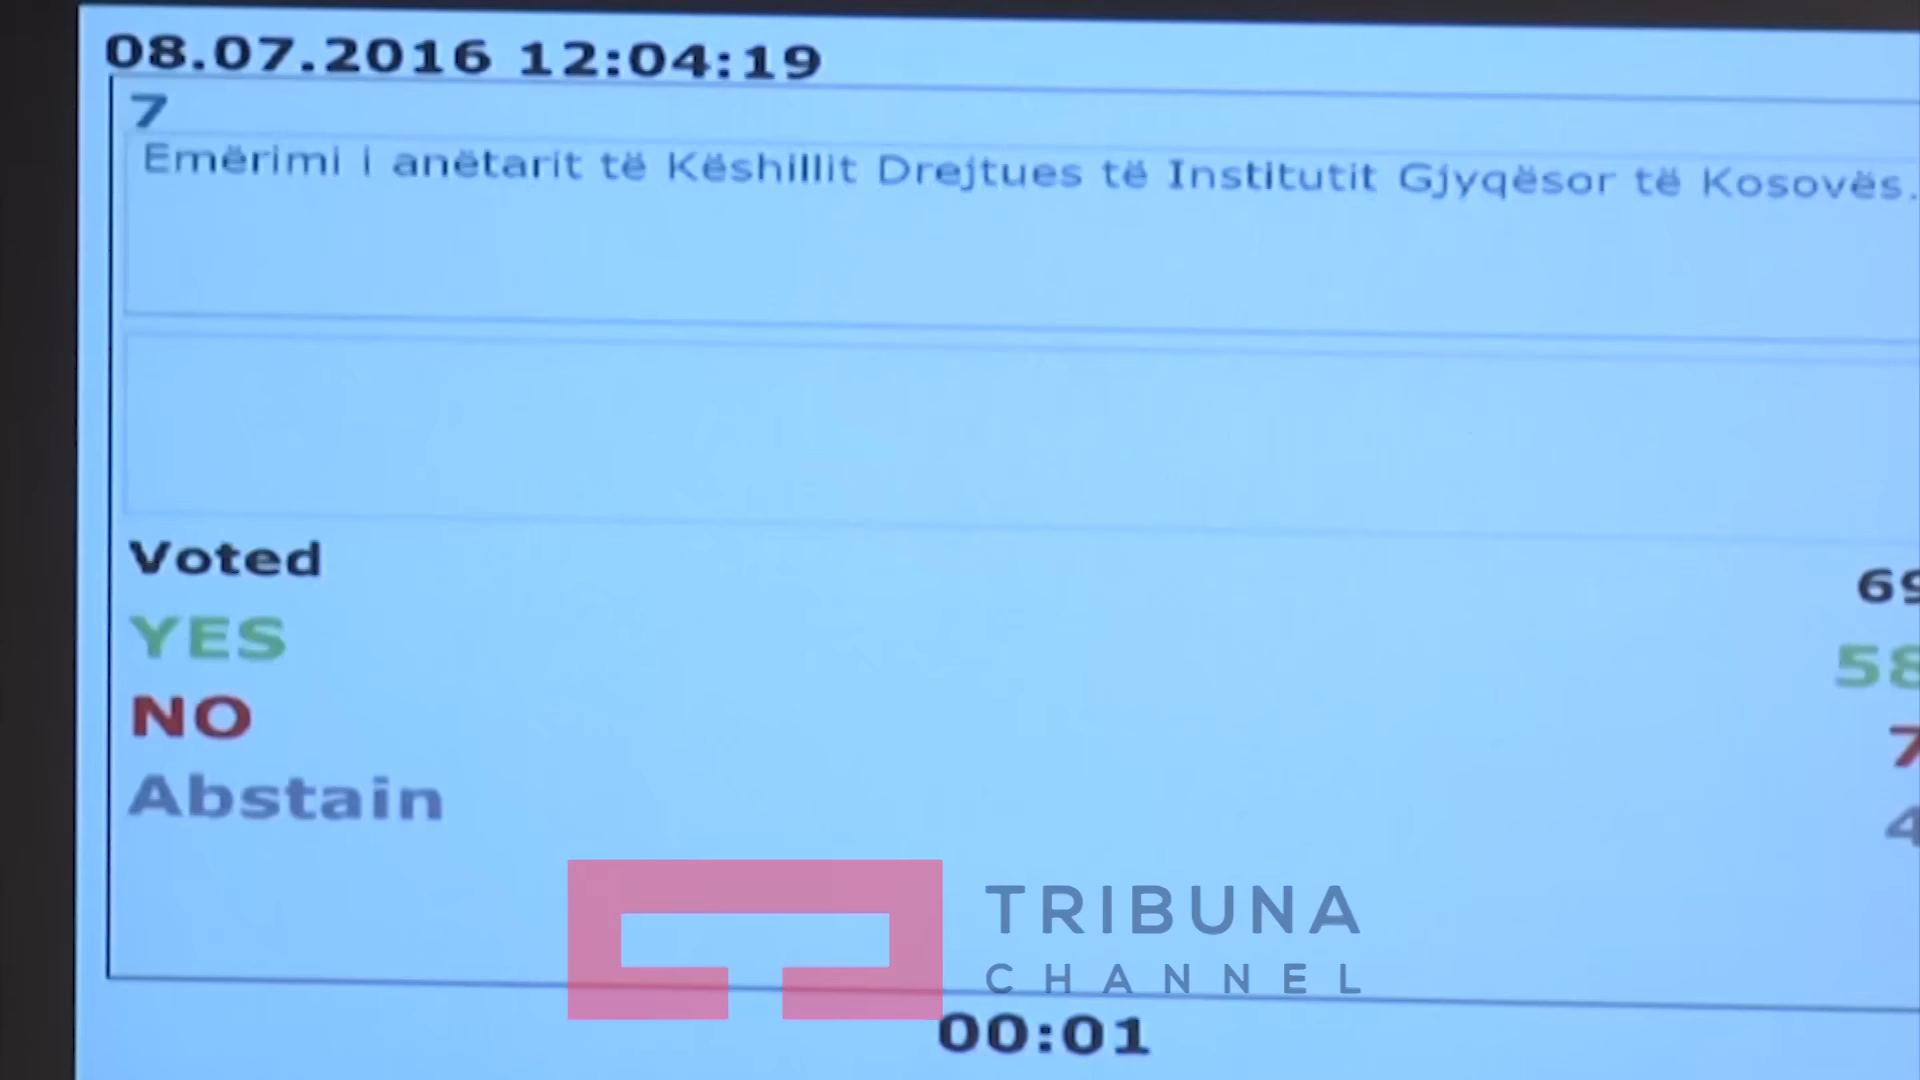 08.07.2016 12:04:19
7
Emërimi i anëtarit të Këshillit Drejtues të Institutit Gjyqësor të Kosovës.
Voted 69
YES 58
NO 7
Abstain 4
TRIBUNA
CHANNEL
00:01